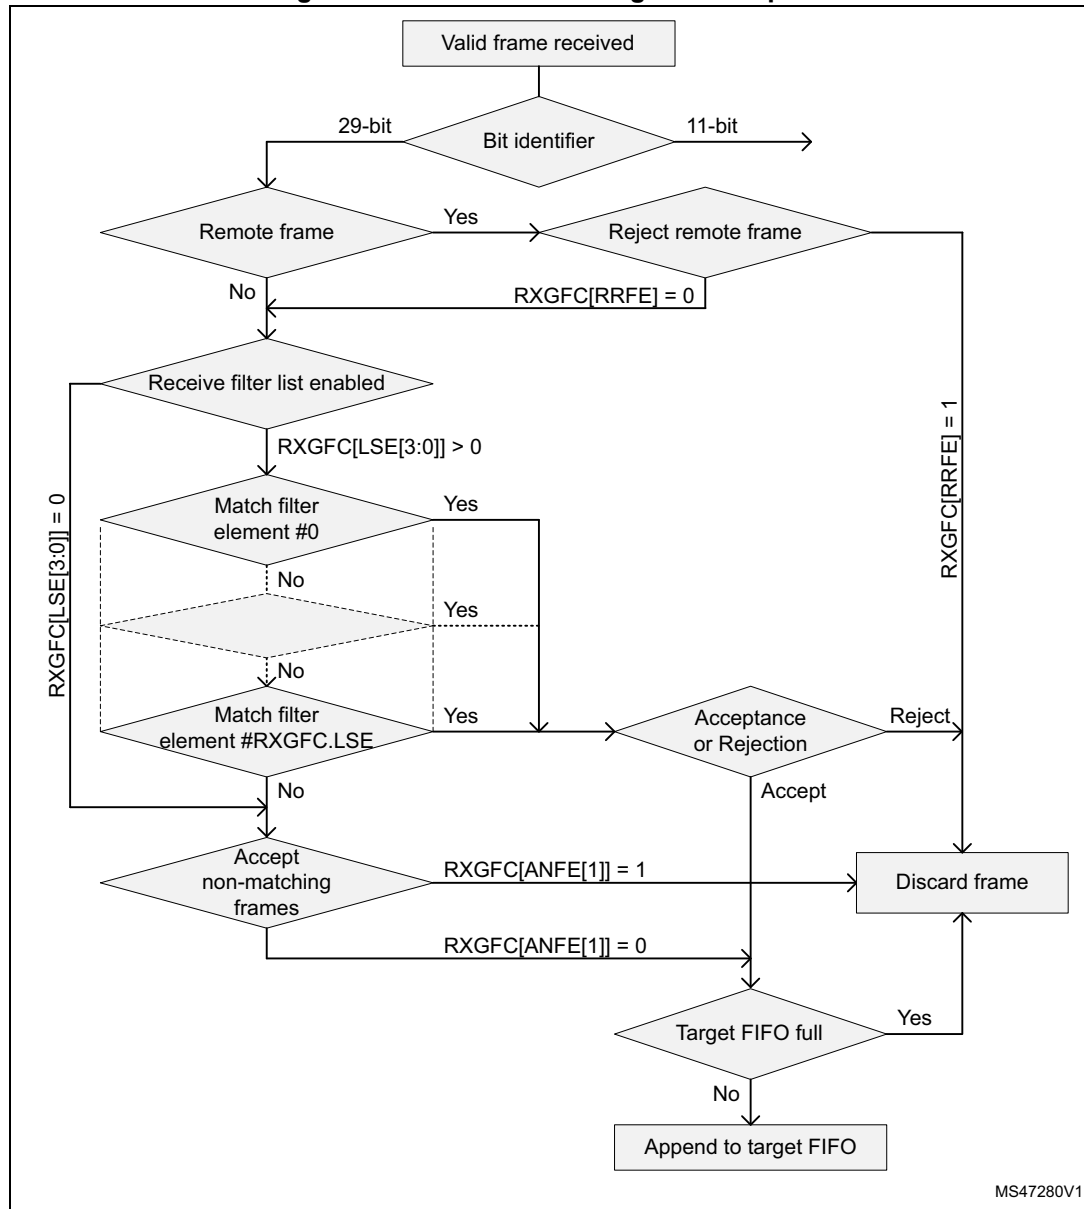 Valid frame received
29-bit
11-bit
Bit identifier
Remote frame
Yes
Reject remote frame
No
RXGFC[RRFE] = 0
Receive filter list enabled
RXGFC[LSE[3:0]] > 0
RXGFC[RRFE] = 1
RXGFC[LSE[3:0]] = 0
Match filter
element #0
Yes
No
Yes
No
Match filter
element #RXGFC.LSE
Yes
Acceptance
or Rejection
Reject
No
Accept
Accept
non-matching
frames
RXGFC[ANFE[1]] = 1
Discard frame
RXGFC[ANFE[1]] = 0
Target FIFO full
Yes
No
Append to target FIFO
MS47280V1